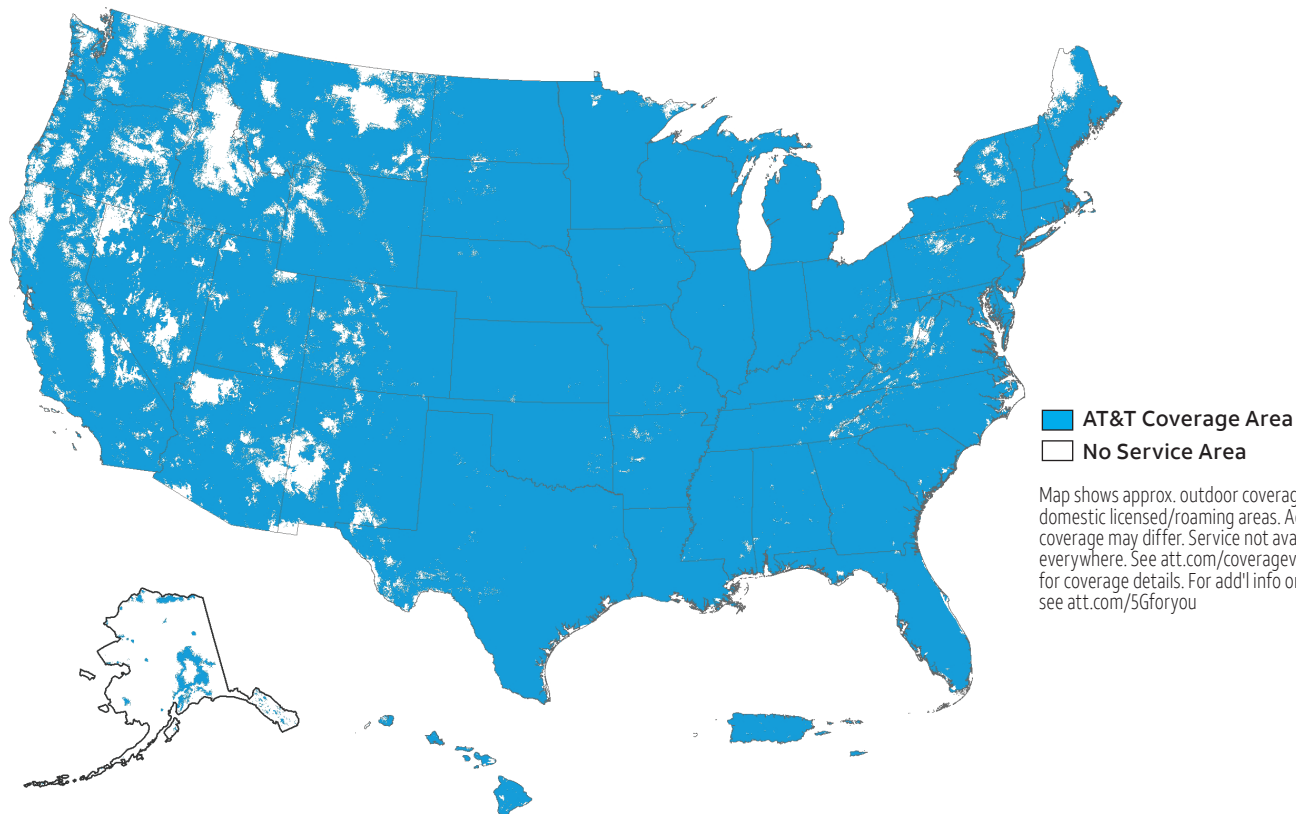 AT&T Coverage Area
No Service Area
Map shows approx. outdoor coverag
domestic licensed/roaming areas. A
coverage may differ. Service not ava
everywhere. See att.com/coveragev
for coverage details. For add'l info or
see att.com/5Gforyou